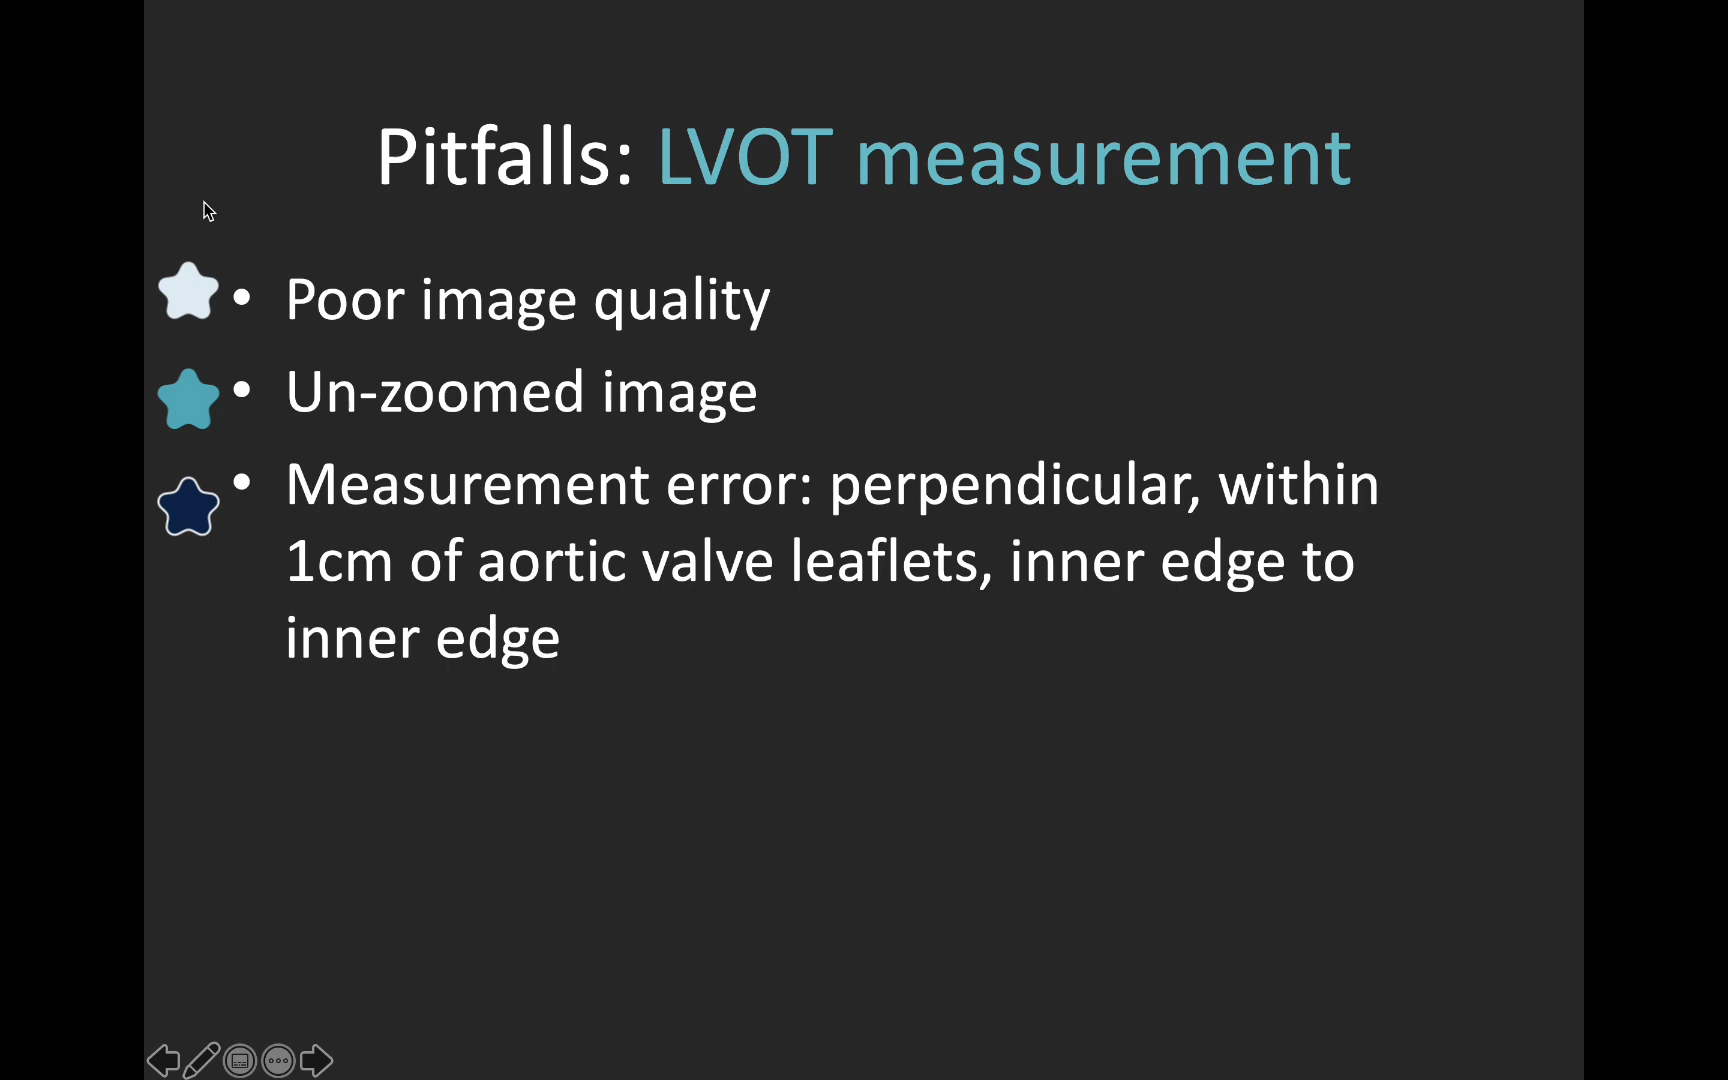 Pitfalls: LVOT measurement
• Poor image quality
• Un-zoomed image
• Measurement error: perpendicular, within
1cm of aortic valve leaflets, inner edge to
inner edge